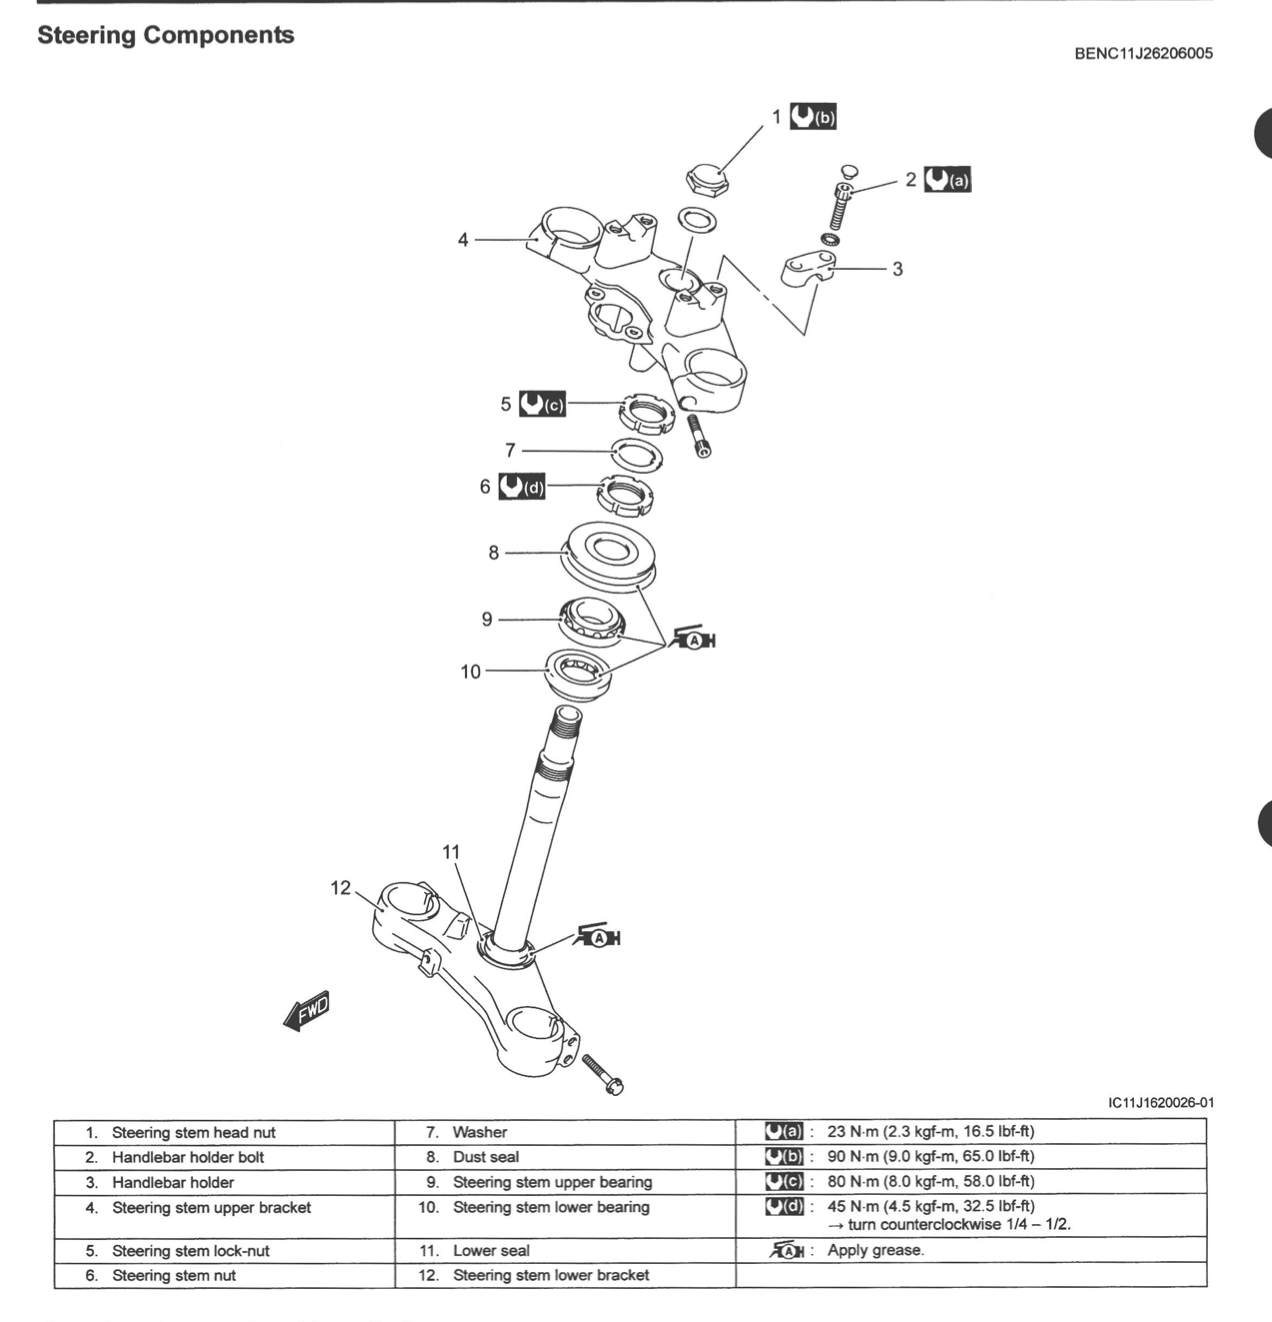 Steering Components
BENC11J26206005
1 (b)
2 (a)
4
3
5 (c)
7
6 (d)
8
9
A
10
11
12
A
FWD
IC11J1620026-01
1. Steering stem head nut 7. Washer (a) : 23 N·m (2.3 kgf-m, 16.5 lbf-ft)
2. Handlebar holder bolt 8. Dust seal (b) : 90 N·m (9.0 kgf-m, 65.0 lbf-ft)
3. Handlebar holder 9. Steering stem upper bearing (c) : 80 N·m (8.0 kgf-m, 58.0 lbf-ft)
4. Steering stem upper bracket 10. Steering stem lower bearing (d) : 45 N·m (4.5 kgf-m, 32.5 lbf-ft)
→ turn counterclockwise 1/4 – 1/2.
5. Steering stem lock-nut 11. Lower seal A : Apply grease.
6. Steering stem nut 12. Steering stem lower bracket